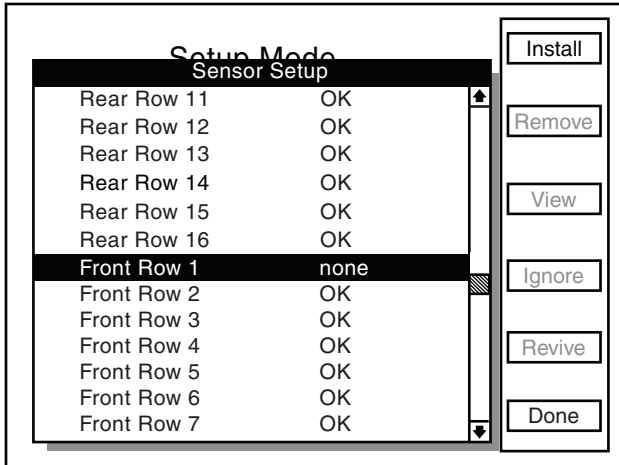 Setup Mode
Sensor Setup
Rear Row 11 OK
Rear Row 12 OK
Rear Row 13 OK
Rear Row 14 OK
Rear Row 15 OK
Rear Row 16 OK
Front Row 1 none
Front Row 2 OK
Front Row 3 OK
Front Row 4 OK
Front Row 5 OK
Front Row 6 OK
Front Row 7 OK
Install
Remove
View
Ignore
Revive
Done